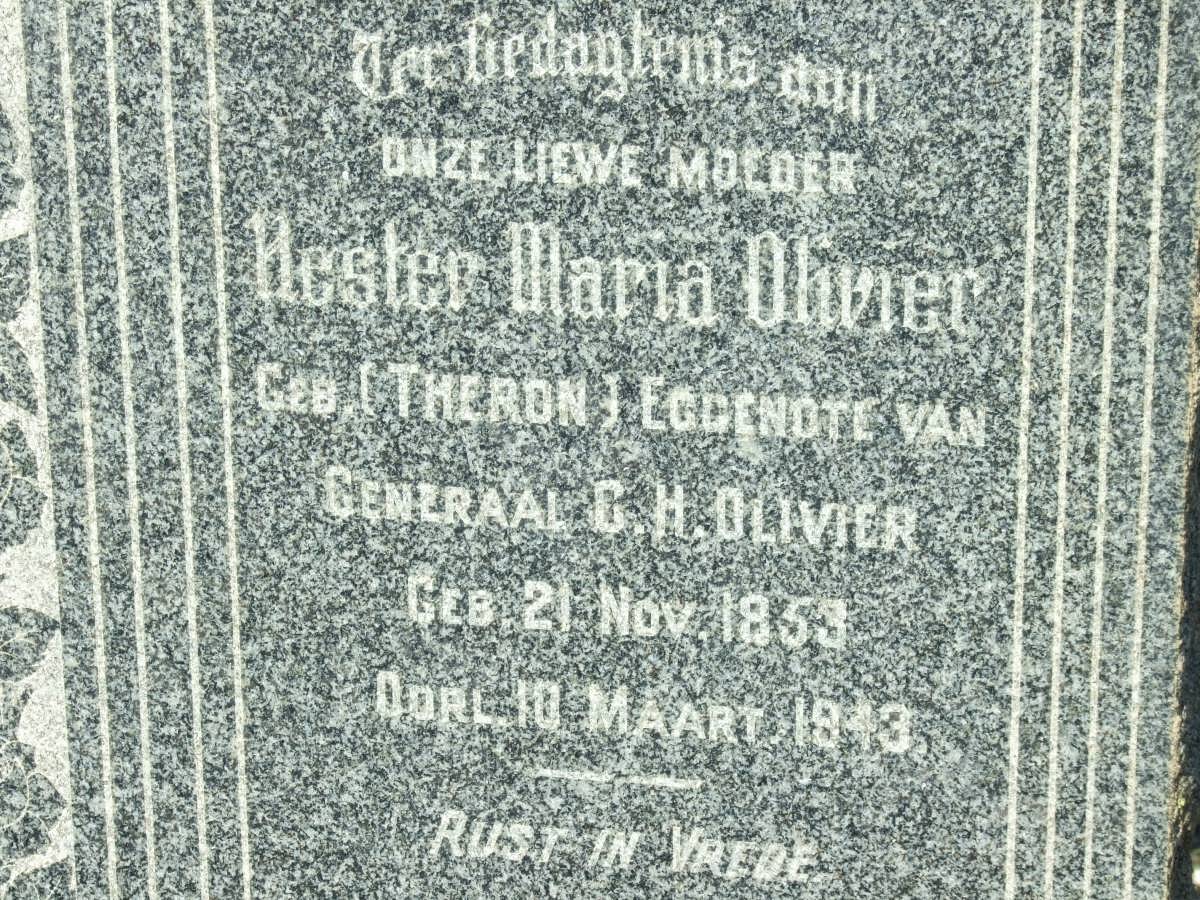 Ter Gedagtenis aan
ONZE LIEWE MOEDER
Hester Maria Olivier
GEB. (THERON) EGGENOTE VAN
GENERAAL G. H. OLIVIER
GEB. 21 NOV. 1853
OORL. 10 MAART. 1943.
RUST IN VREDE